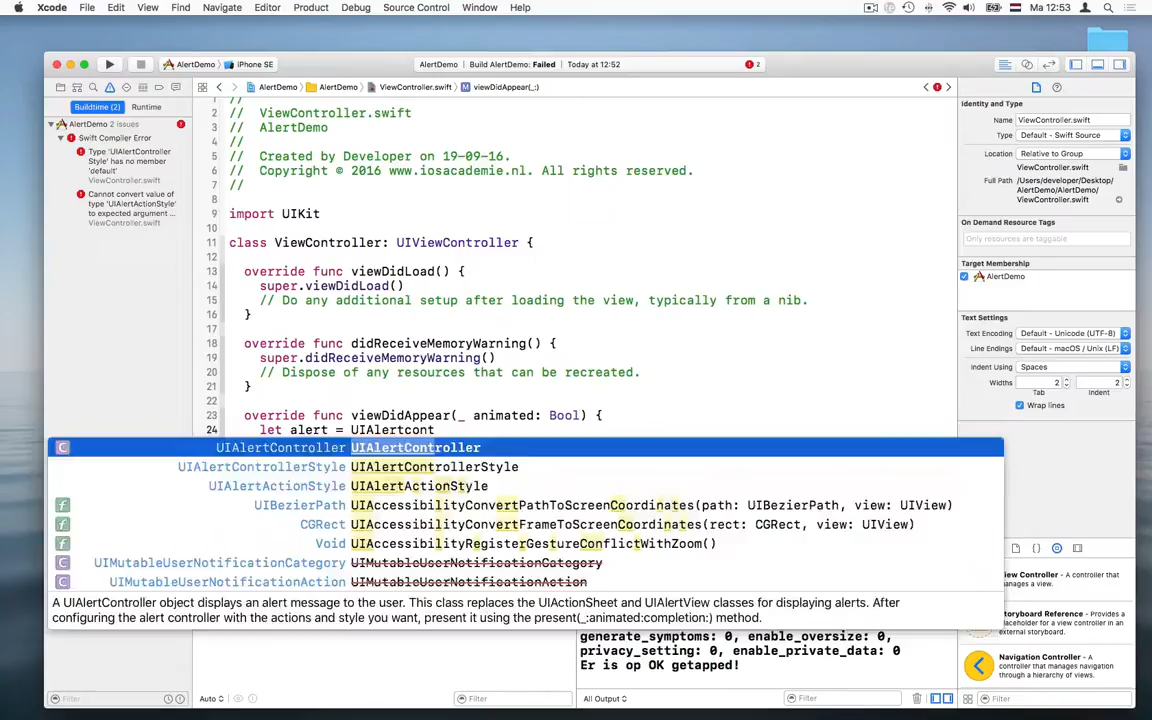 Xcode File Edit View Find Navigate Editor Product Debug Source Control Window Help Ma 12:53
AlertDemo iPhone SE AlertDemo Build AlertDemo: Failed Today at 12:52 2
AlertDemo AlertDemo ViewController.swift viewDidAppear(_:)
Buildtime (2) Runtime
AlertDemo 2 issues
Swift Compiler Error
Type 'UIAlertController
Style' has no member
'default'
ViewController.swift
Cannot convert value of
type 'UIAlertActionStyle'
to expected argument ...
ViewController.swift
1 //
2 // ViewController.swift
3 // AlertDemo
4 //
5 // Created by Developer on 19-09-16.
6 // Copyright © 2016 www.iosacademie.nl. All rights reserved.
7 //
8
9 import UIKit
10
11 class ViewController: UIViewController {
12
13 override func viewDidLoad() {
14 super.viewDidLoad()
15 // Do any additional setup after loading the view, typically from a nib.
16 }
17
18 override func didReceiveMemoryWarning() {
19 super.didReceiveMemoryWarning()
20 // Dispose of any resources that can be recreated.
21 }
22
23 override func viewDidAppear(_ animated: Bool) {
24 let alert = UIAlertcont
UIAlertController UIAlertController
UIAlertControllerStyle UIAlertControllerStyle
UIAlertActionStyle UIAlertActionStyle
UIBezierPath UIAccessibilityConvertPathToScreenCoordinates(path: UIBezierPath, view: UIView)
CGRect UIAccessibilityConvertFrameToScreenCoordinates(rect: CGRect, view: UIView)
Void UIAccessibilityRegisterGestureConflictWithZoom()
UIMutableUserNotificationCategory UIMutableUserNotificationCategory
UIMutableUserNotificationAction UIMutableUserNotificationAction
A UIAlertController object displays an alert message to the user. This class replaces the UIActionSheet and UIAlertView classes for displaying alerts. After
configuring the alert controller with the actions and style you want, present it using the present(_:animated:completion:) method.
generate_symptoms: 0, enable_oversize: 0,
privacy_setting: 0, enable_private_data: 0
Er is op OK getapped!
Filter Auto Filter All Output Filter Filter
Identity and Type
Name ViewController.swift
Type Default - Swift Source
Location Relative to Group
ViewController.swift
Full Path /Users/developer/Desktop/
AlertDemo/AlertDemo/
ViewController.swift
On Demand Resource Tags
Only resources are taggable
Target Membership
AlertDemo
Text Settings
Text Encoding Default - Unicode (UTF-8)
Line Endings Default - macOS / Unix (LF)
Indent Using Spaces
Widths 2 2
Tab Indent
Wrap lines
View Controller - A controller that
manages a view.
Storyboard Reference - Provides a
placeholder for a view controller in an
external storyboard.
Navigation Controller - A
controller that manages navigation
through a hierarchy of views.